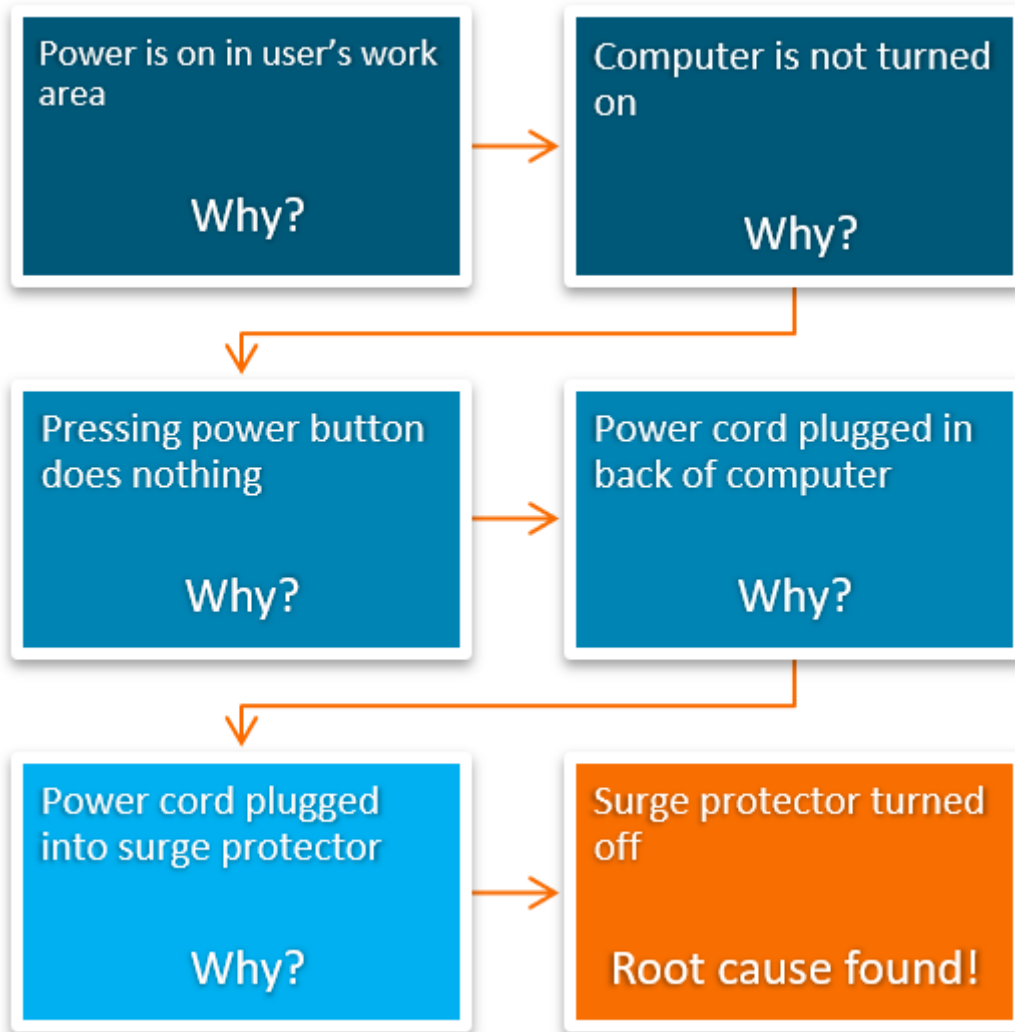 Power is on in user’s work
area
Why?
Computer is not turned
on
Why?
Pressing power button
does nothing
Why?
Power cord plugged in
back of computer
Why?
Power cord plugged
into surge protector
Why?
Surge protector turned
off
Root cause found!